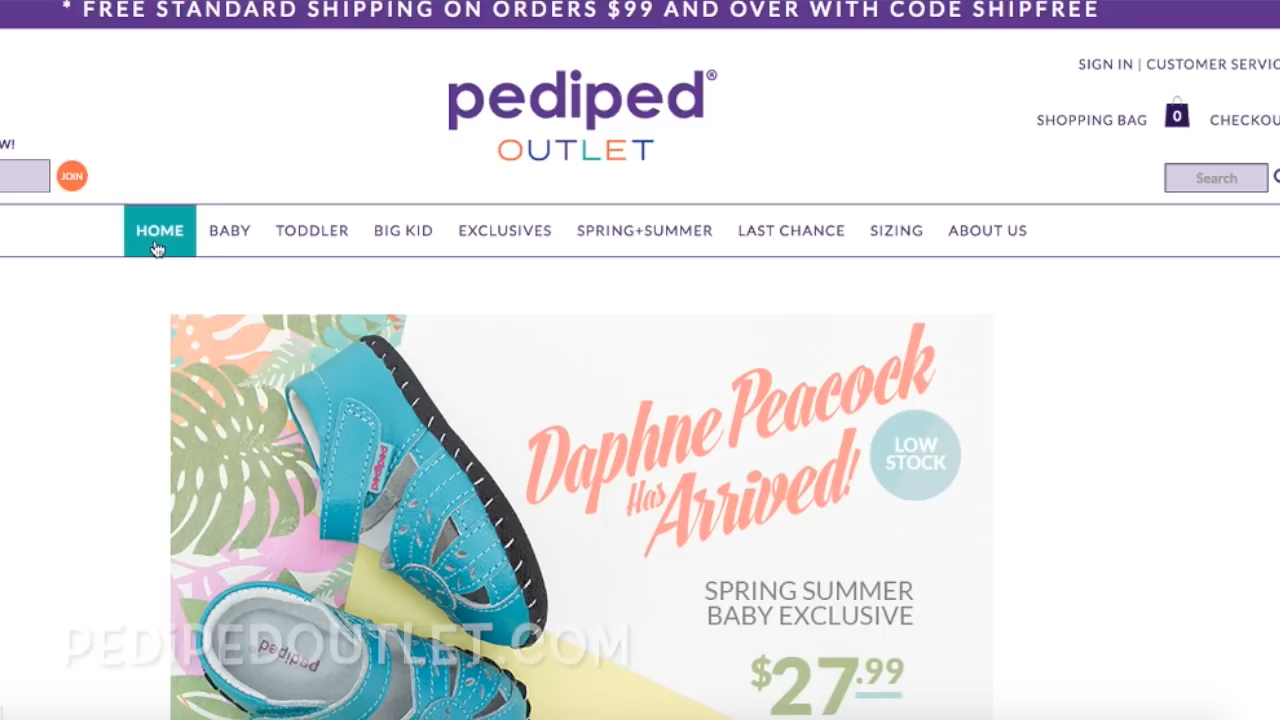 * FREE STANDARD SHIPPING ON ORDERS $99 AND OVER WITH CODE SHIPFREE
SIGN IN | CUSTOMER SERVIC
pediped®
OUTLET
SHOPPING BAG 0 CHECKOU
W!
JOIN
Search
HOME BABY TODDLER BIG KID EXCLUSIVES SPRING+SUMMER LAST CHANCE SIZING ABOUT US
Daphne Peacock
Has Arrived!
LOW
STOCK
pediped
SPRING SUMMER
BABY EXCLUSIVE
PEDiPEDOUTLET.COM
pediped®
$27.99